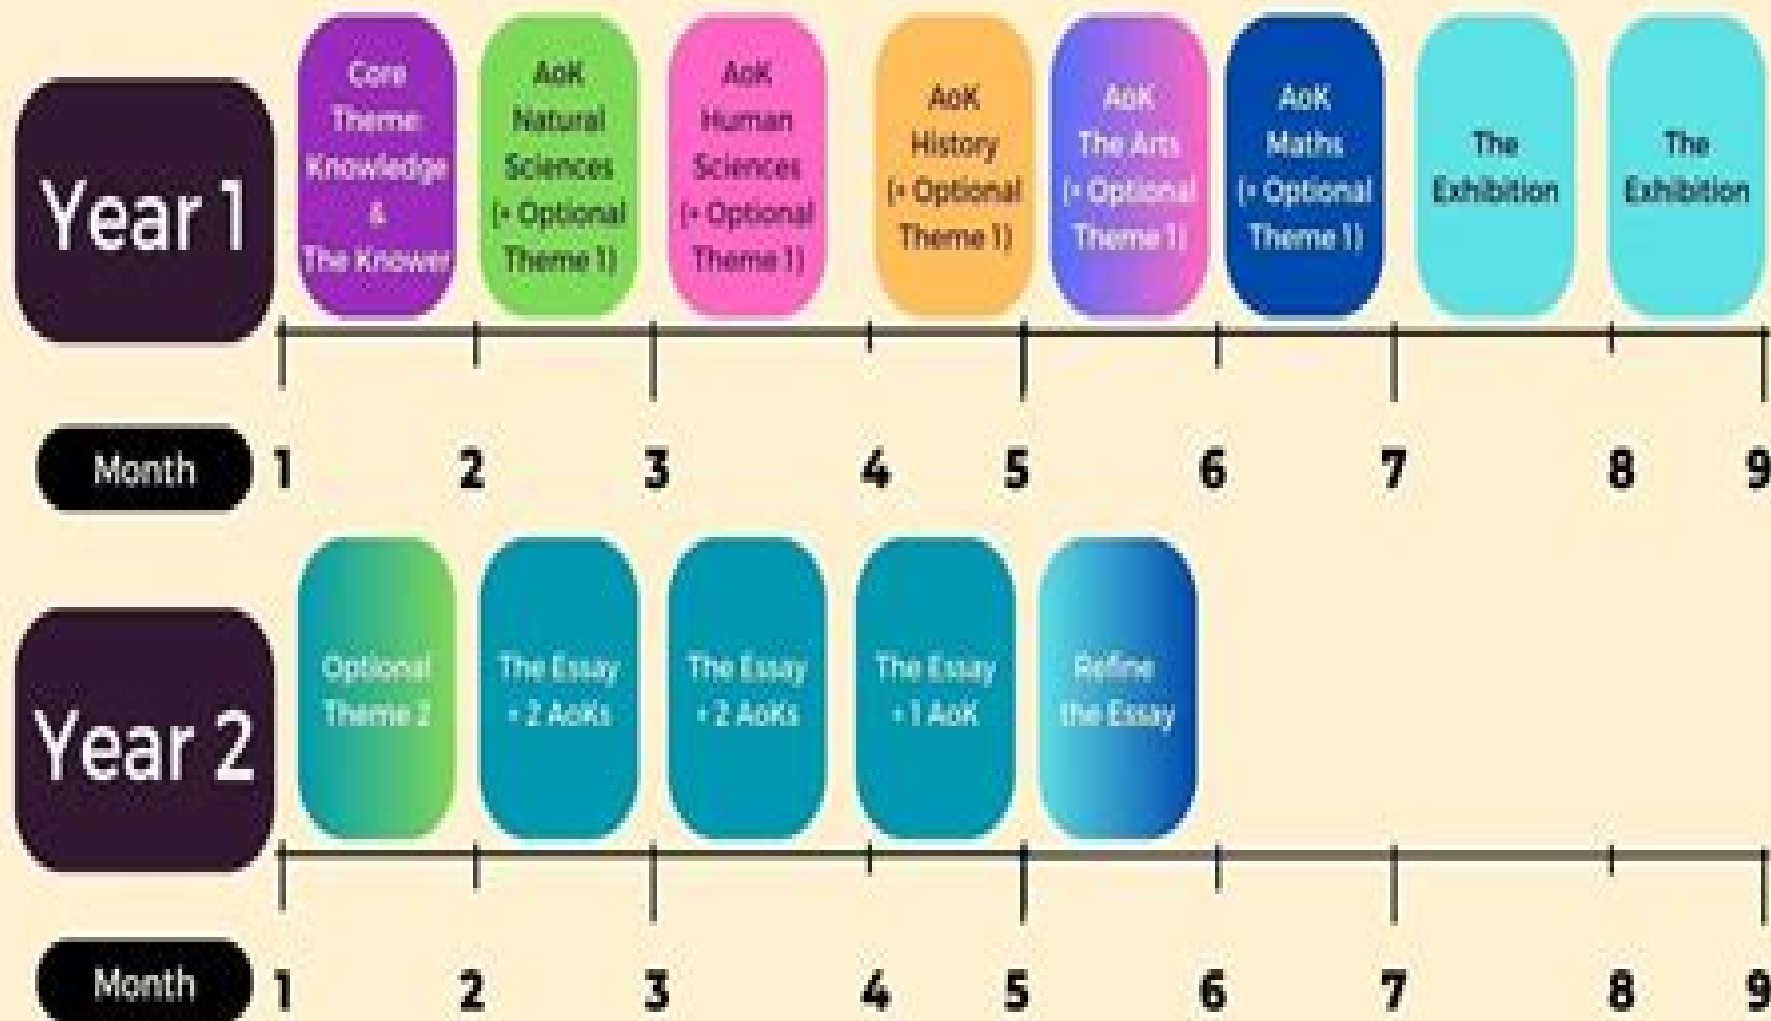 Year 1
Core
Theme:
Knowledge
&
The Knower
AoK
Natural
Sciences
(+ Optional
Theme 1)
AoK
Human
Sciences
(+ Optional
Theme 1)
AoK
History
(+ Optional
Theme 1)
AoK
The Arts
(+ Optional
Theme 1)
AoK
Maths
(+ Optional
Theme 1)
The
Exhibition
The
Exhibition
Month 1 2 3 4 5 6 7 8 9
Year 2
Optional
Theme 2
The Essay
+ 2 AoKs
The Essay
+ 2 AoKs
The Essay
+ 1 AoK
Refine
the Essay
Month 1 2 3 4 5 6 7 8 9